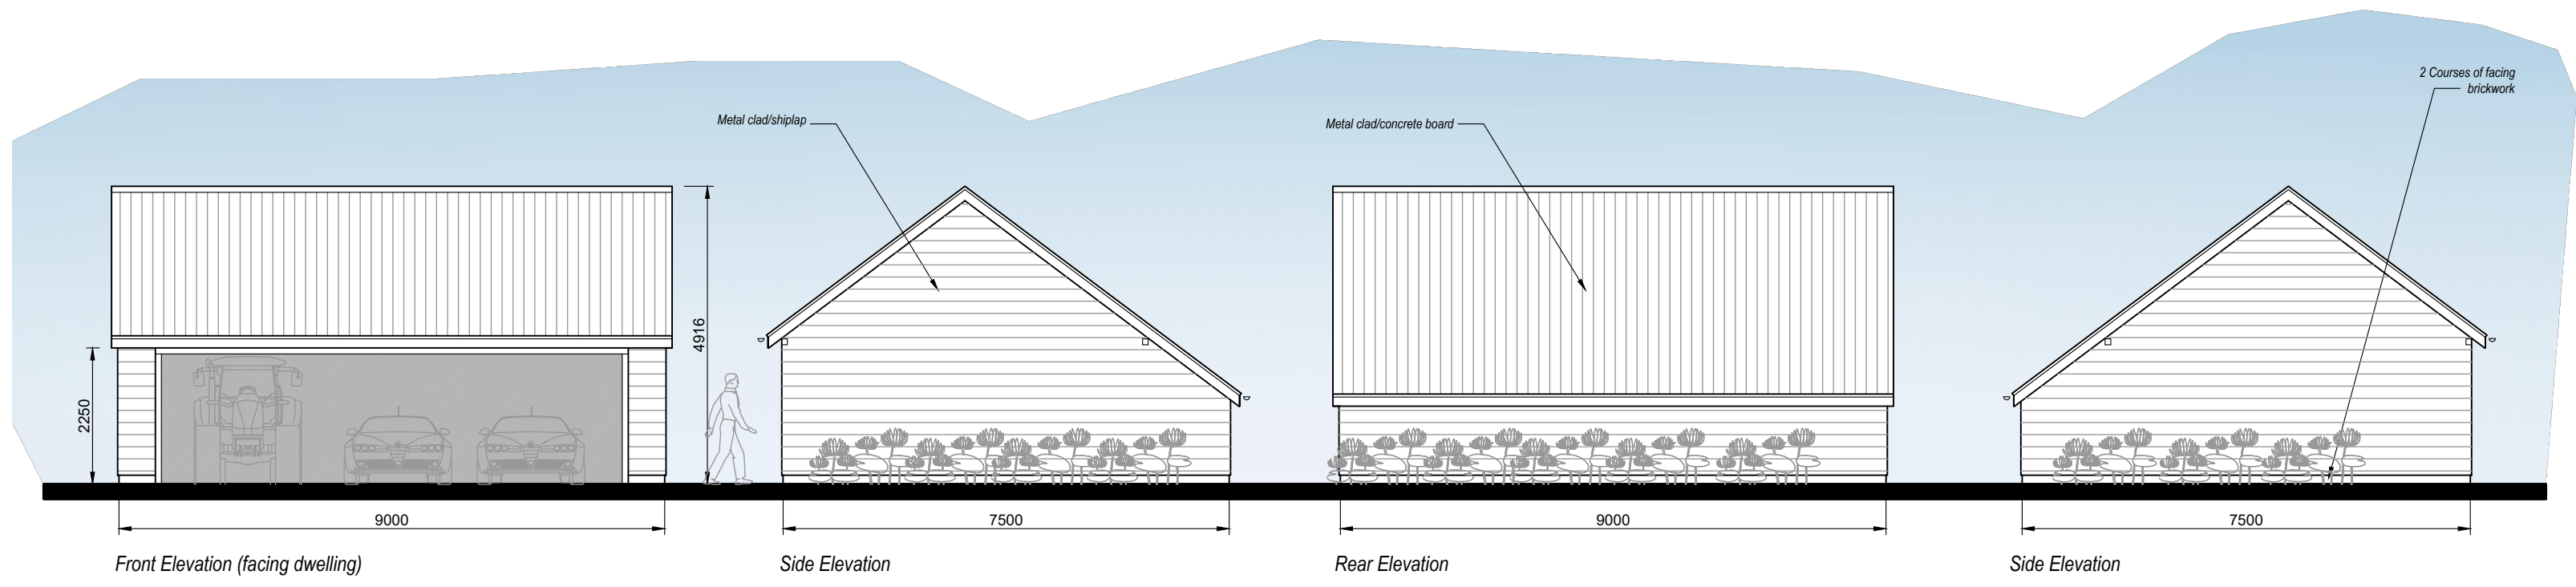 2 Courses of facing
brickwork
Metal clad/shiplap
Metal clad/concrete board
4916
2250
9000
7500
9000
7500
Front Elevation (facing dwelling)
Side Elevation
Rear Elevation
Side Elevation